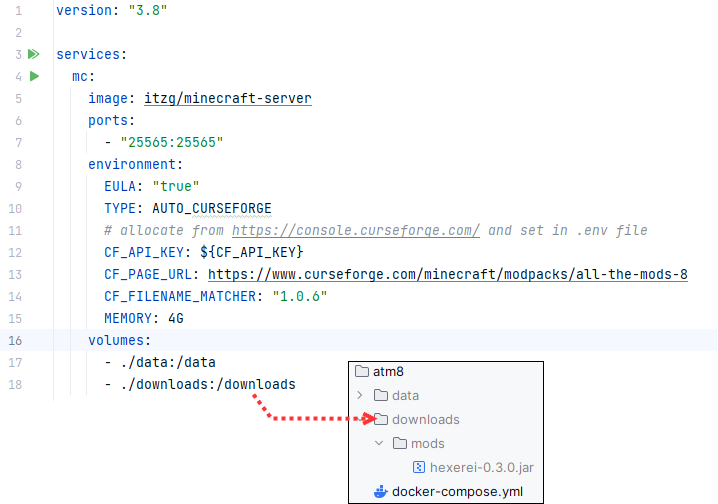 1 version: "3.8"
2
3 services:
4 mc:
5 image: itzg/minecraft-server
6 ports:
7 - "25565:25565"
8 environment:
9 EULA: "true"
10 TYPE: AUTO_CURSEFORGE
11 # allocate from https://console.curseforge.com/ and set in .env file
12 CF_API_KEY: ${CF_API_KEY}
13 CF_PAGE_URL: https://www.curseforge.com/minecraft/modpacks/all-the-mods-8
14 CF_FILENAME_MATCHER: "1.0.6"
15 MEMORY: 4G
16 volumes:
17 - ./data:/data
18 - ./downloads:/downloads
atm8
data
downloads
mods
hexerei-0.3.0.jar
docker-compose.yml